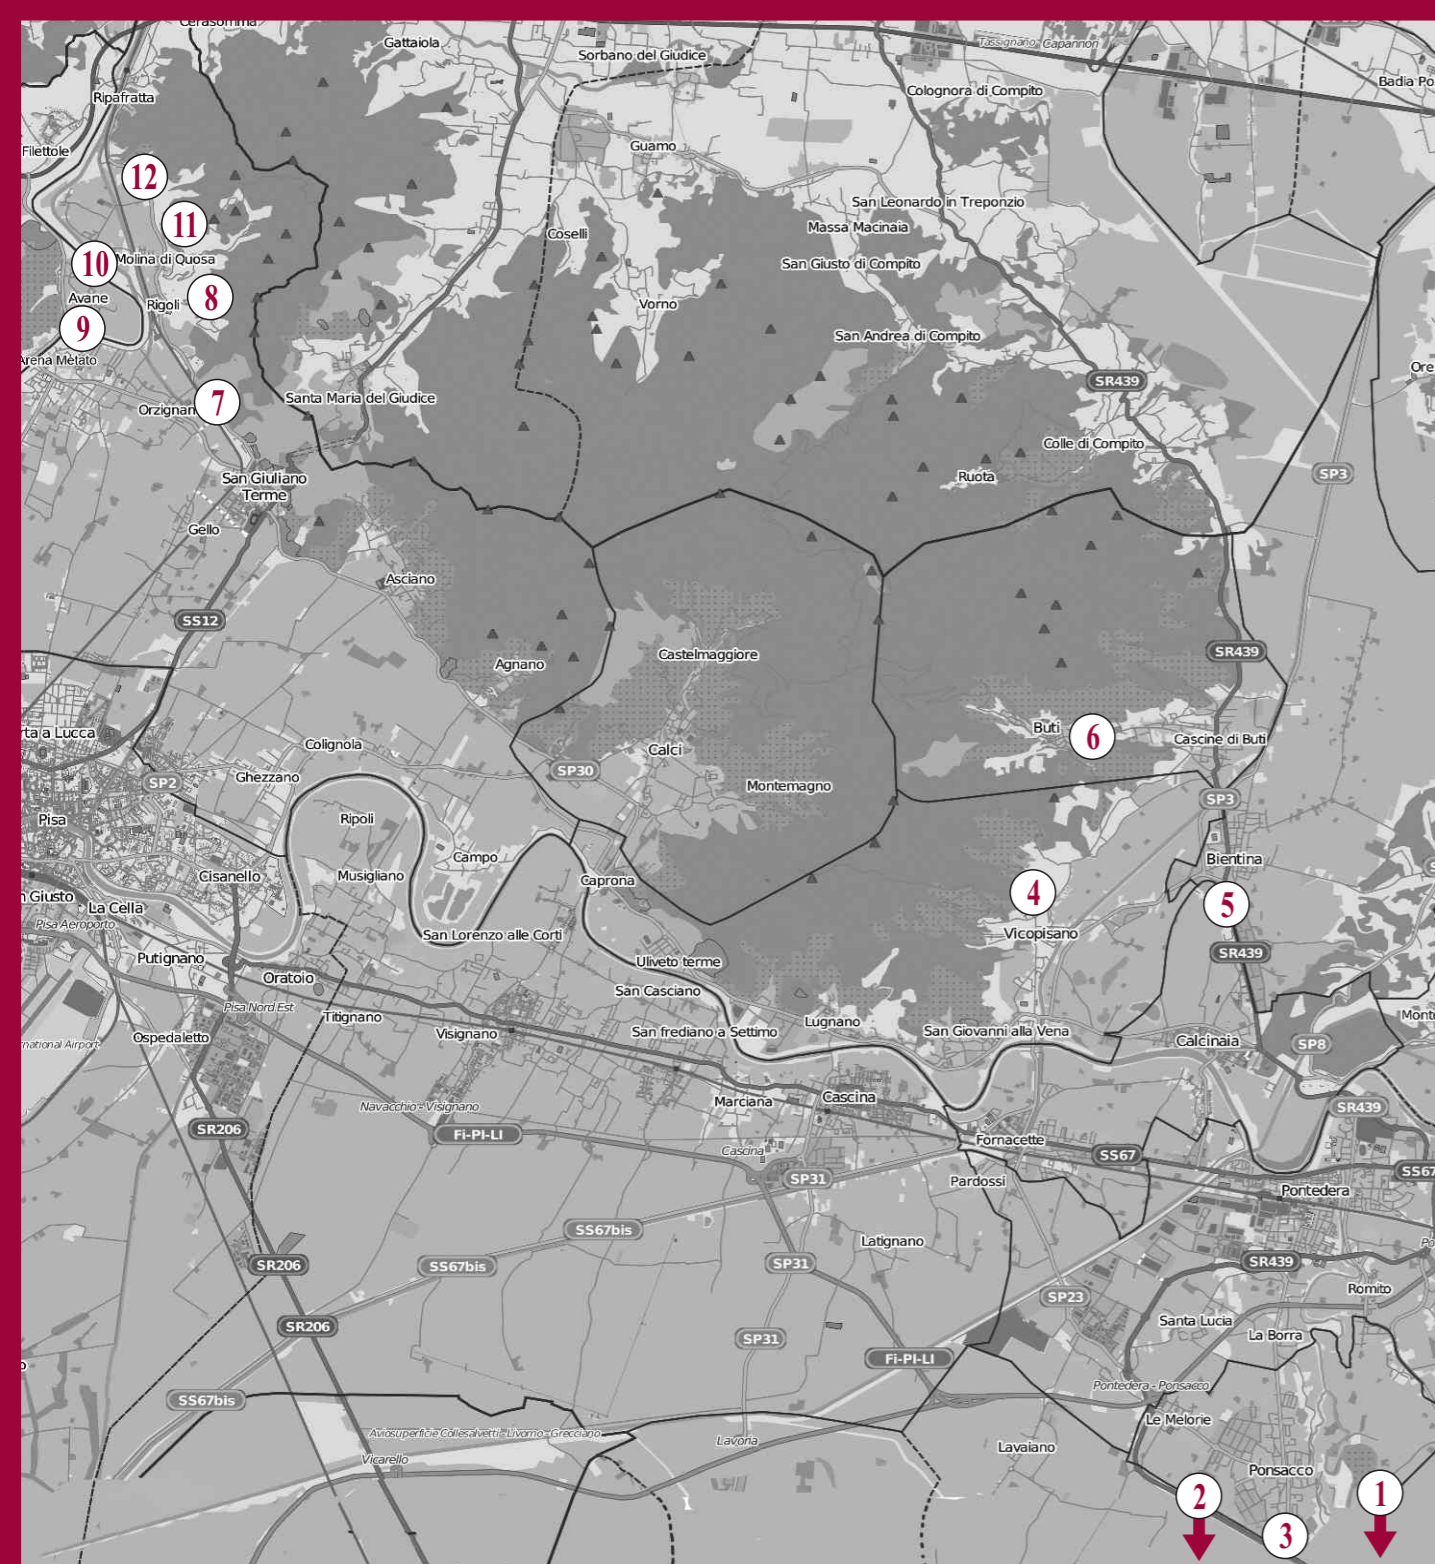 Cerasomma
Gattaiola
Sorbano del Giudice
Tassignano Capannori
Badia Po
Ripafratta
Colognora di Compito
Filettole
Guamo
12
11
San Leonardo in Treponzio
Massa Macinaia
Coselli
10
Molina di Quosa
San Giusto di Compito
Avane
Rigoli
8
Vorno
9
San Andrea di Compito
Arena Metato
Ore
SR439
Orzignan
7
Santa Maria del Giudice
Colle di Compito
San Giuliano
Terme
Ruota
SP3
Gello
Asciano
SS12
Agnano
Castelmaggiore
SR439
rta a Lucca
Buti
6
Cascine di Buti
Colignola
Calci
Ghezzano
SP2
SP30
Montemagno
SP3
Pisa
Ripoli
Campo
Bientina
Cisanello
Musigliano
Caprona
4
n Giusto
La Cella
5
Pisa Aeroporto
San Lorenzo alle Corti
Vicopisano
Putignano
Oratoio
Uliveto terme
SR439
San Casciano
Pisa Nord Est
Titignano
Visignano
San frediano a Settimo
Lugnano
San Giovanni alla Vena
Mont
Ospedaletto
rnational Airport
Calcinaia
SP8
Navacchio - Visignano
Marciana
Cascina
SR439
SR206
Fi-PI-LI
Fornacette
Cascina
SS67
SS67
SP31
Pardossi
Pontedera
SS67bis
Latignano
SR206
SS67bis
SP31
SR439
Po
Romito
SP23
SR206
Santa Lucia
SP31
La Borra
Fi-PI-LI
SS67bis
Pontedera - Ponsacco
Le Melorie
Aviosuperficie Collesalvetti - Livorno - Grecciano
Lavoria
Lavaiano
Vicarello
Ponsacco
2
1
3